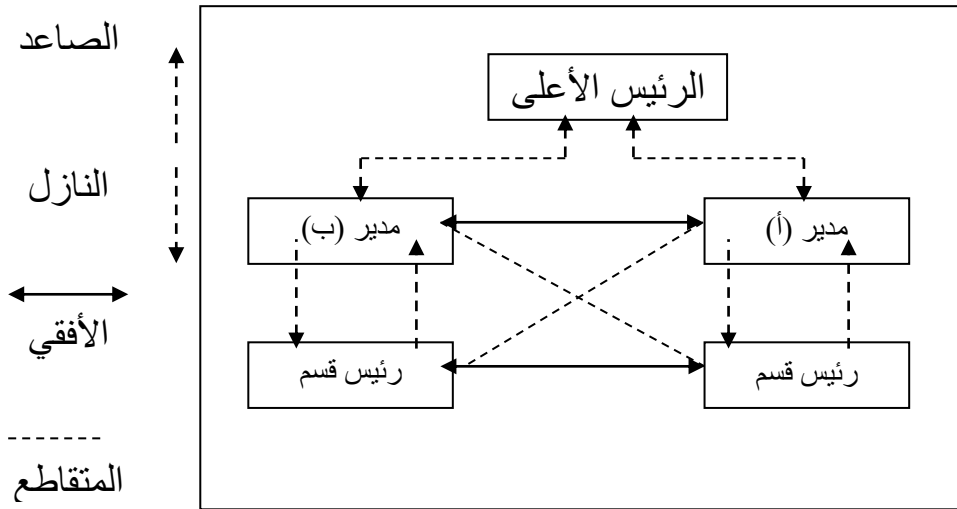 الصاعد
النازل
الأفقي
المتقاطع
الرئيس الأعلى
مدير (أ)
مدير (ب)
رئيس قسم
رئيس قسم